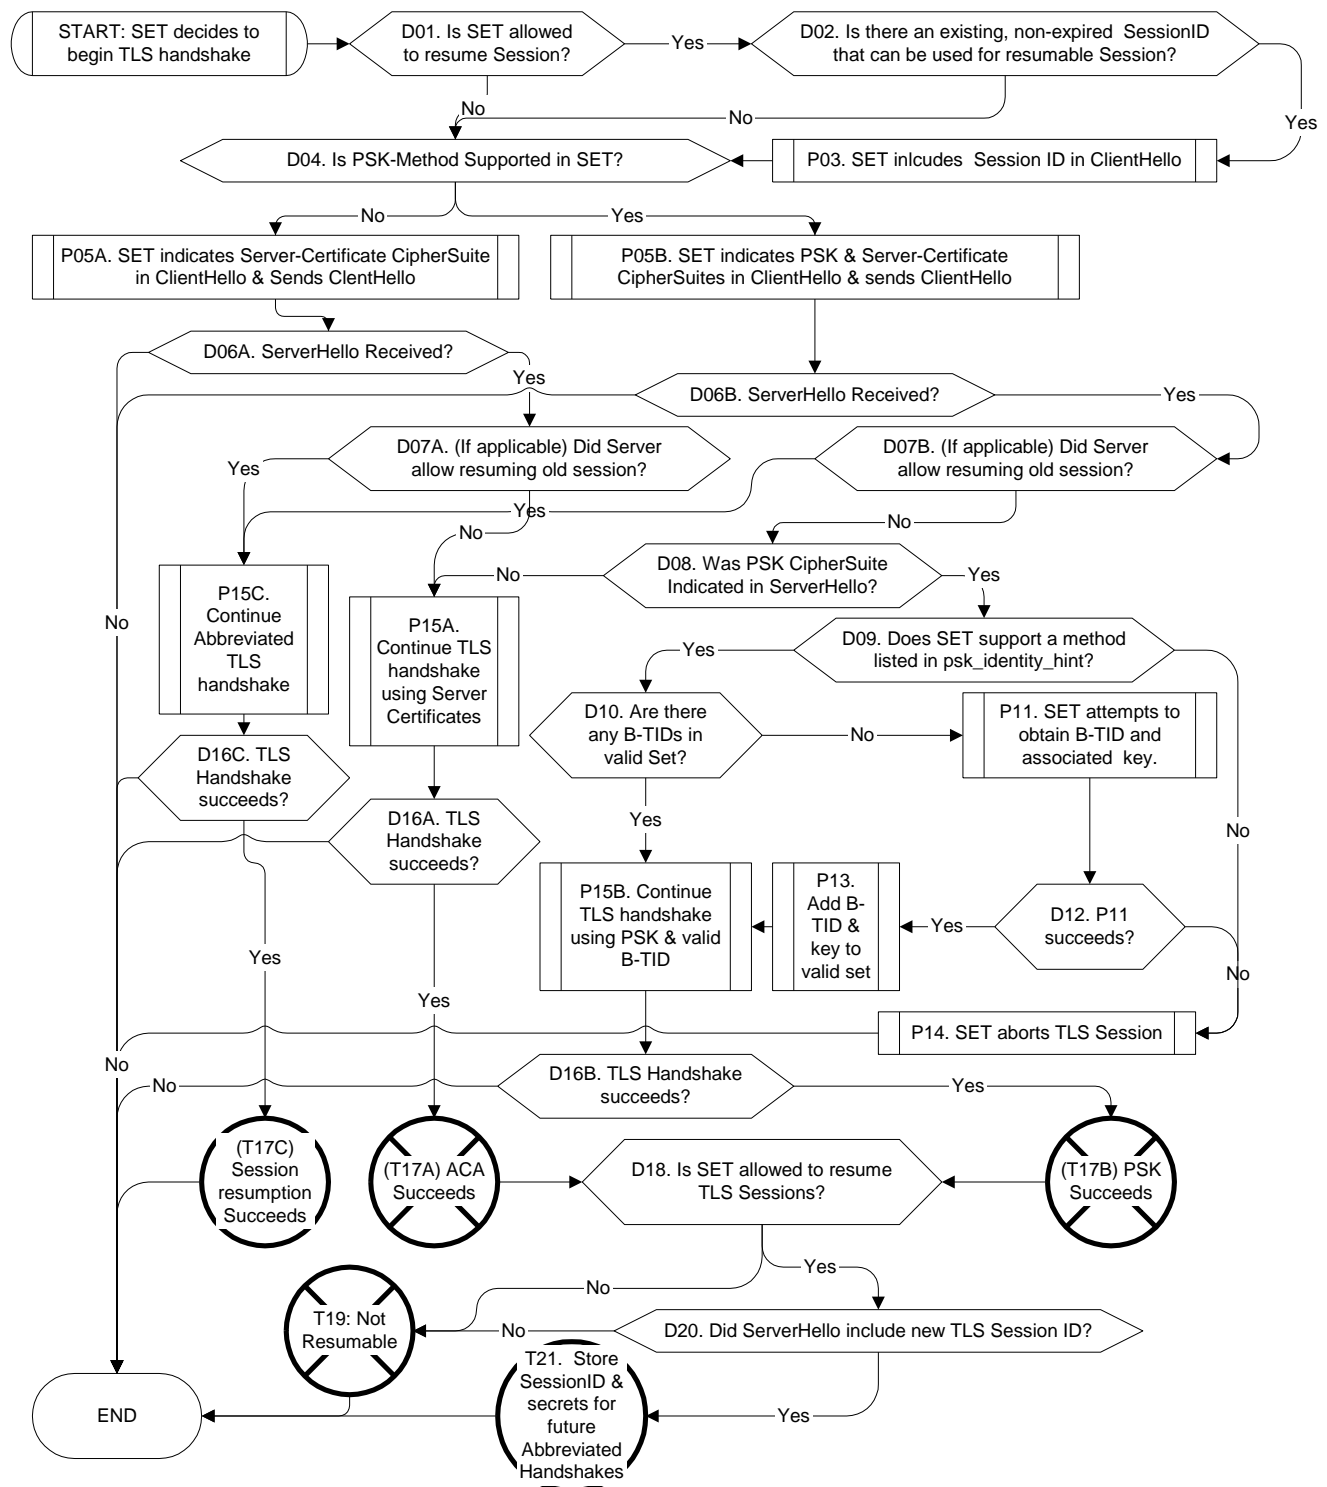 START: SET decides to
begin TLS handshake
D01. Is SET allowed
to resume Session?
Yes
D02. Is there an existing, non-expired  SessionID
that can be used for resumable Session?
No
No
Yes
D04. Is PSK-Method Supported in SET?
P03. SET inlcudes  Session ID in ClientHello
No
Yes
P05A. SET indicates Server-Certificate CipherSuite
in ClientHello & Sends ClentHello
P05B. SET indicates PSK & Server-Certificate
CipherSuites in ClientHello & sends ClientHello
D06A. ServerHello Received?
Yes
D06B. ServerHello Received?
Yes
D07A. (If applicable) Did Server
allow resuming old session?
D07B. (If applicable) Did Server
allow resuming old session?
Yes
Yes
No
No
D08. Was PSK CipherSuite
Indicated in ServerHello?
No
Yes
P15C.
Continue
Abbreviated
TLS
handshake
P15A.
Continue TLS
handshake
using Server
Certificates
No
D09. Does SET support a method
listed in psk_identity_hint?
Yes
D10. Are there
any B-TIDs in
valid Set?
No
P11. SET attempts to
obtain B-TID and
associated  key.
D16C. TLS
Handshake
succeeds?
D16A. TLS
Handshake
succeeds?
Yes
No
P15B. Continue
TLS handshake
using PSK & valid
B-TID
P13.
Add B-
TID &
key to
valid set
Yes
D12. P11
succeeds?
Yes
No
Yes
P14. SET aborts TLS Session
No
No
D16B. TLS Handshake
succeeds?
Yes
(T17C)
Session
resumption
Succeeds
(T17A) ACA
Succeeds
D18. Is SET allowed to resume
TLS Sessions?
(T17B) PSK
Succeeds
Yes
No
T19: Not
Resumable
No
D20. Did ServerHello include new TLS Session ID?
T21.  Store
SessionID &
secrets for
future
Abbreviated
Handshakes
Yes
END